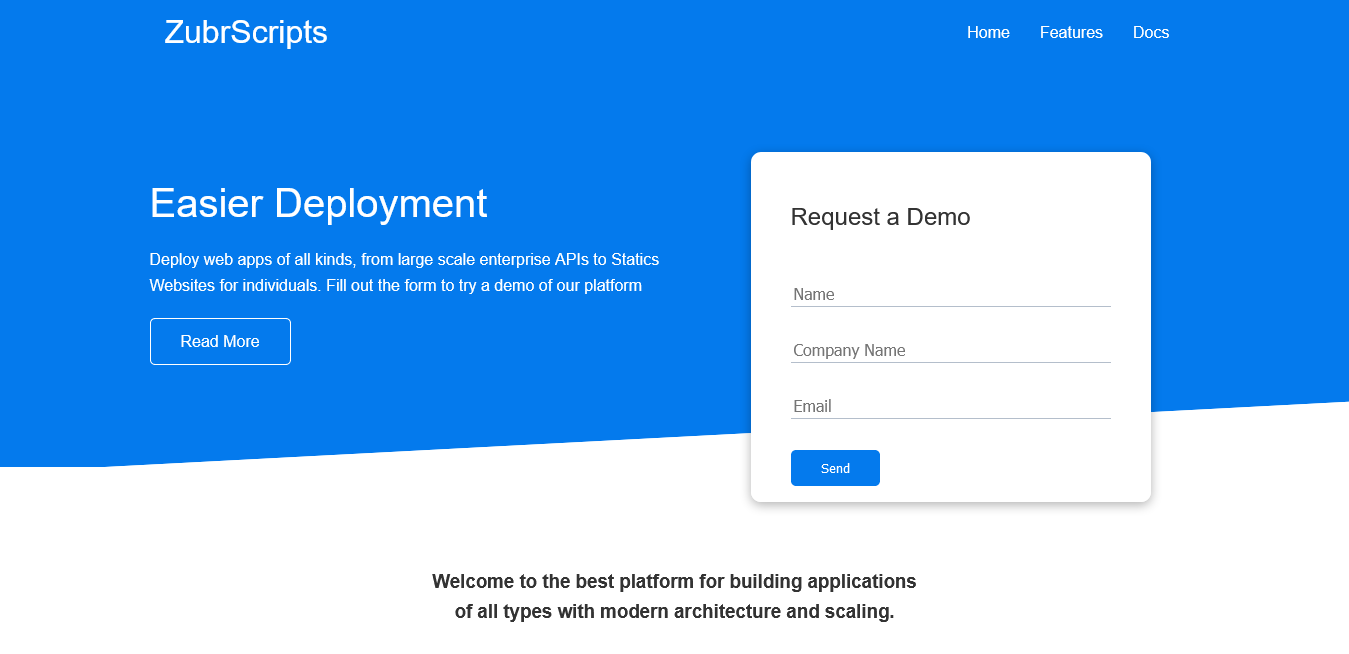 ZubrScripts
Home
Features
Docs
Easier Deployment
Deploy web apps of all kinds, from large scale enterprise APIs to Statics
Websites for individuals. Fill out the form to try a demo of our platform
Read More
Request a Demo
Name
Company Name
Email
Send
Welcome to the best platform for building applications
of all types with modern architecture and scaling.